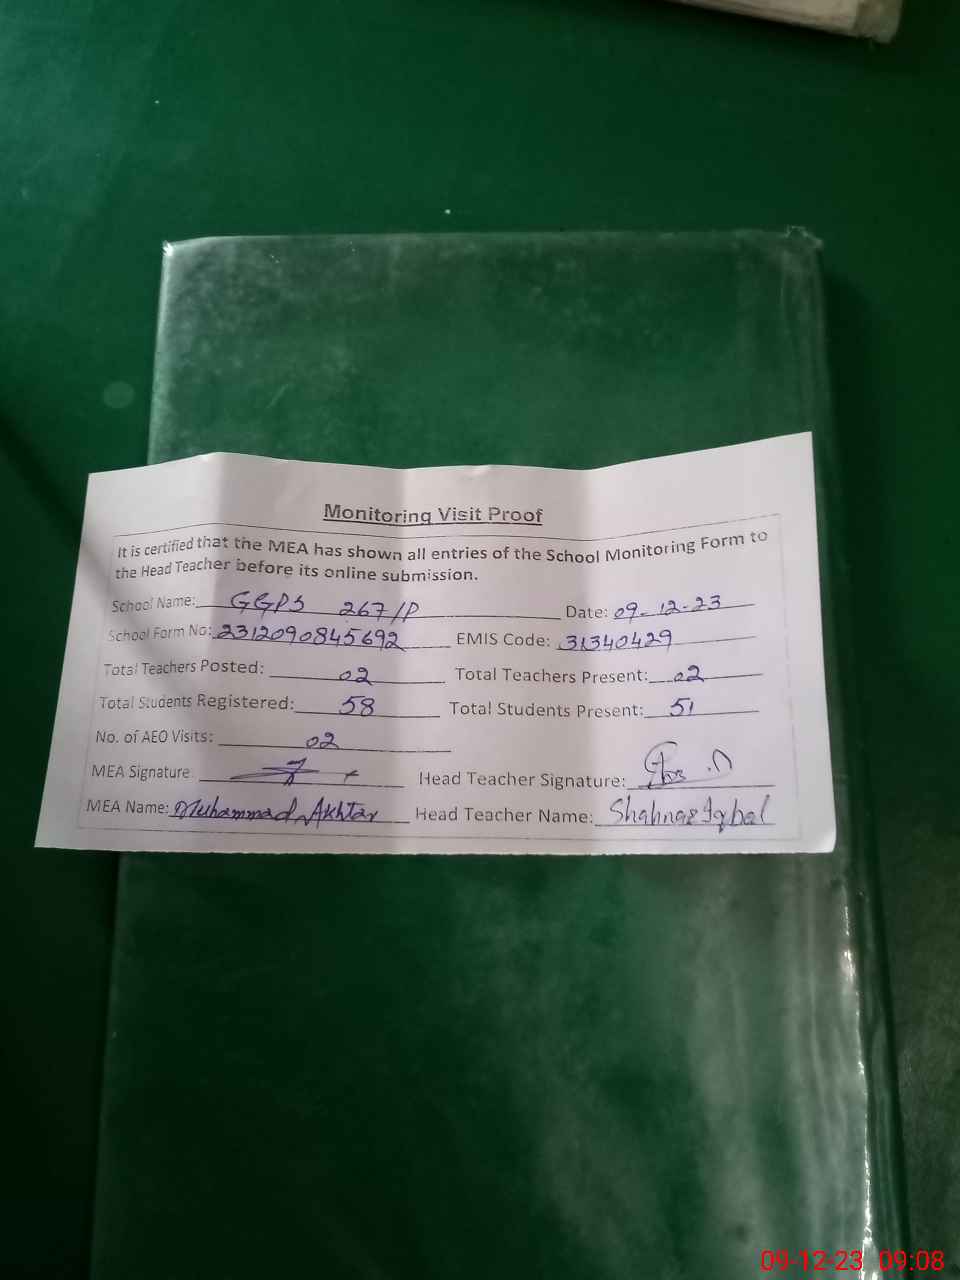 Monitoring Visit Proof
It is certified that the MEA has shown all entries of the School Monitoring Form to
the Head Teacher before its online submission.
School Name: GGPS 267/P Date: 09-12-23
School Form No: 2312090845692 EMIS Code: 31340429
Total Teachers Posted: 02 Total Teachers Present: 02
Total Students Registered: 58 Total Students Present: 51
No. of AEO Visits: 02
MEA Signature: Head Teacher Signature:
MEA Name: Muhammad Akhtar Head Teacher Name: Shahnaz Iqbal
09-12-23 09:08